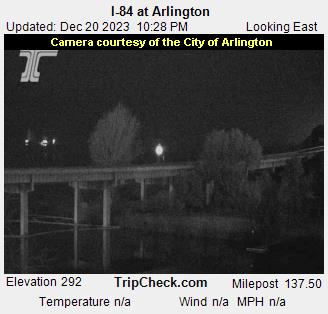 I-84 at Arlington
Updated: Dec 20 2023 10:28 PM Looking East
Camera courtesy of the City of Arlington
Elevation 292 TripCheck.com Milepost 137.50
Temperature n/a Wind n/a MPH n/a